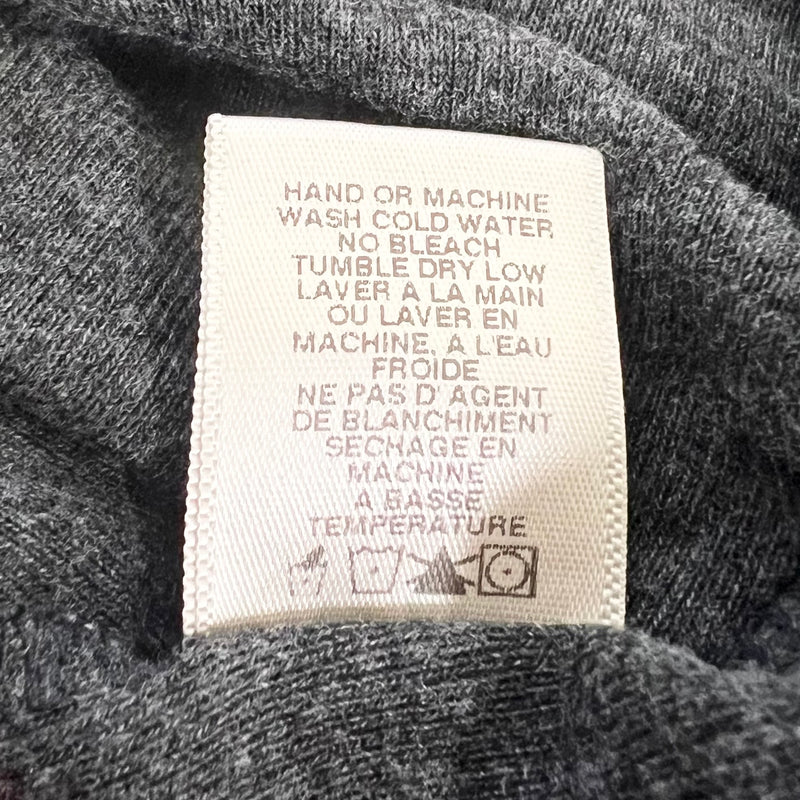 HAND OR MACHINE
WASH COLD WATER
NO BLEACH
TUMBLE DRY LOW
LAVER A LA MAIN
OU LAVER EN
MACHINE, A L'EAU
FROIDE
NE PAS D'AGENT
DE BLANCHIMENT
SECHAGE EN
MACHINE
A BASSE
TEMPERATURE